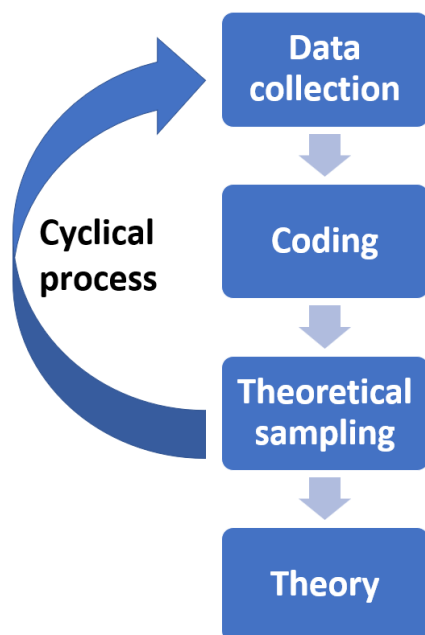 Data
collection
Cyclical
process
Coding
Theoretical
sampling
Theory